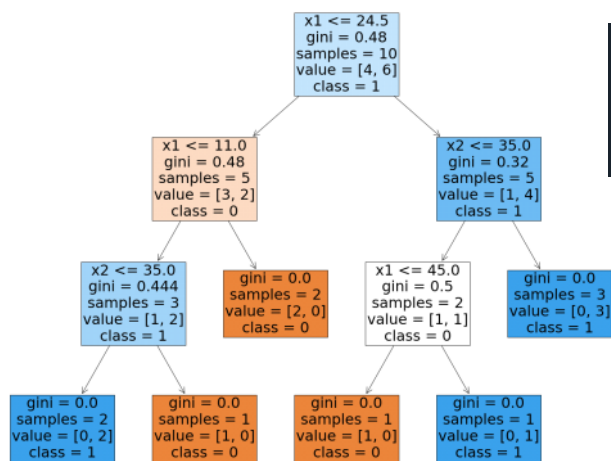 x1 <= 24.5
gini = 0.48
samples = 10
value = [4, 6]
class = 1
x1 <= 11.0
gini = 0.48
samples = 5
value = [3, 2]
class = 0
x2 <= 35.0
gini = 0.32
samples = 5
value = [1, 4]
class = 1
x2 <= 35.0
gini = 0.444
samples = 3
value = [1, 2]
class = 1
gini = 0.0
samples = 2
value = [2, 0]
class = 0
x1 <= 45.0
gini = 0.5
samples = 2
value = [1, 1]
class = 0
gini = 0.0
samples = 3
value = [0, 3]
class = 1
gini = 0.0
samples = 2
value = [0, 2]
class = 1
gini = 0.0
samples = 1
value = [1, 0]
class = 0
gini = 0.0
samples = 1
value = [1, 0]
class = 0
gini = 0.0
samples = 1
value = [0, 1]
class = 1